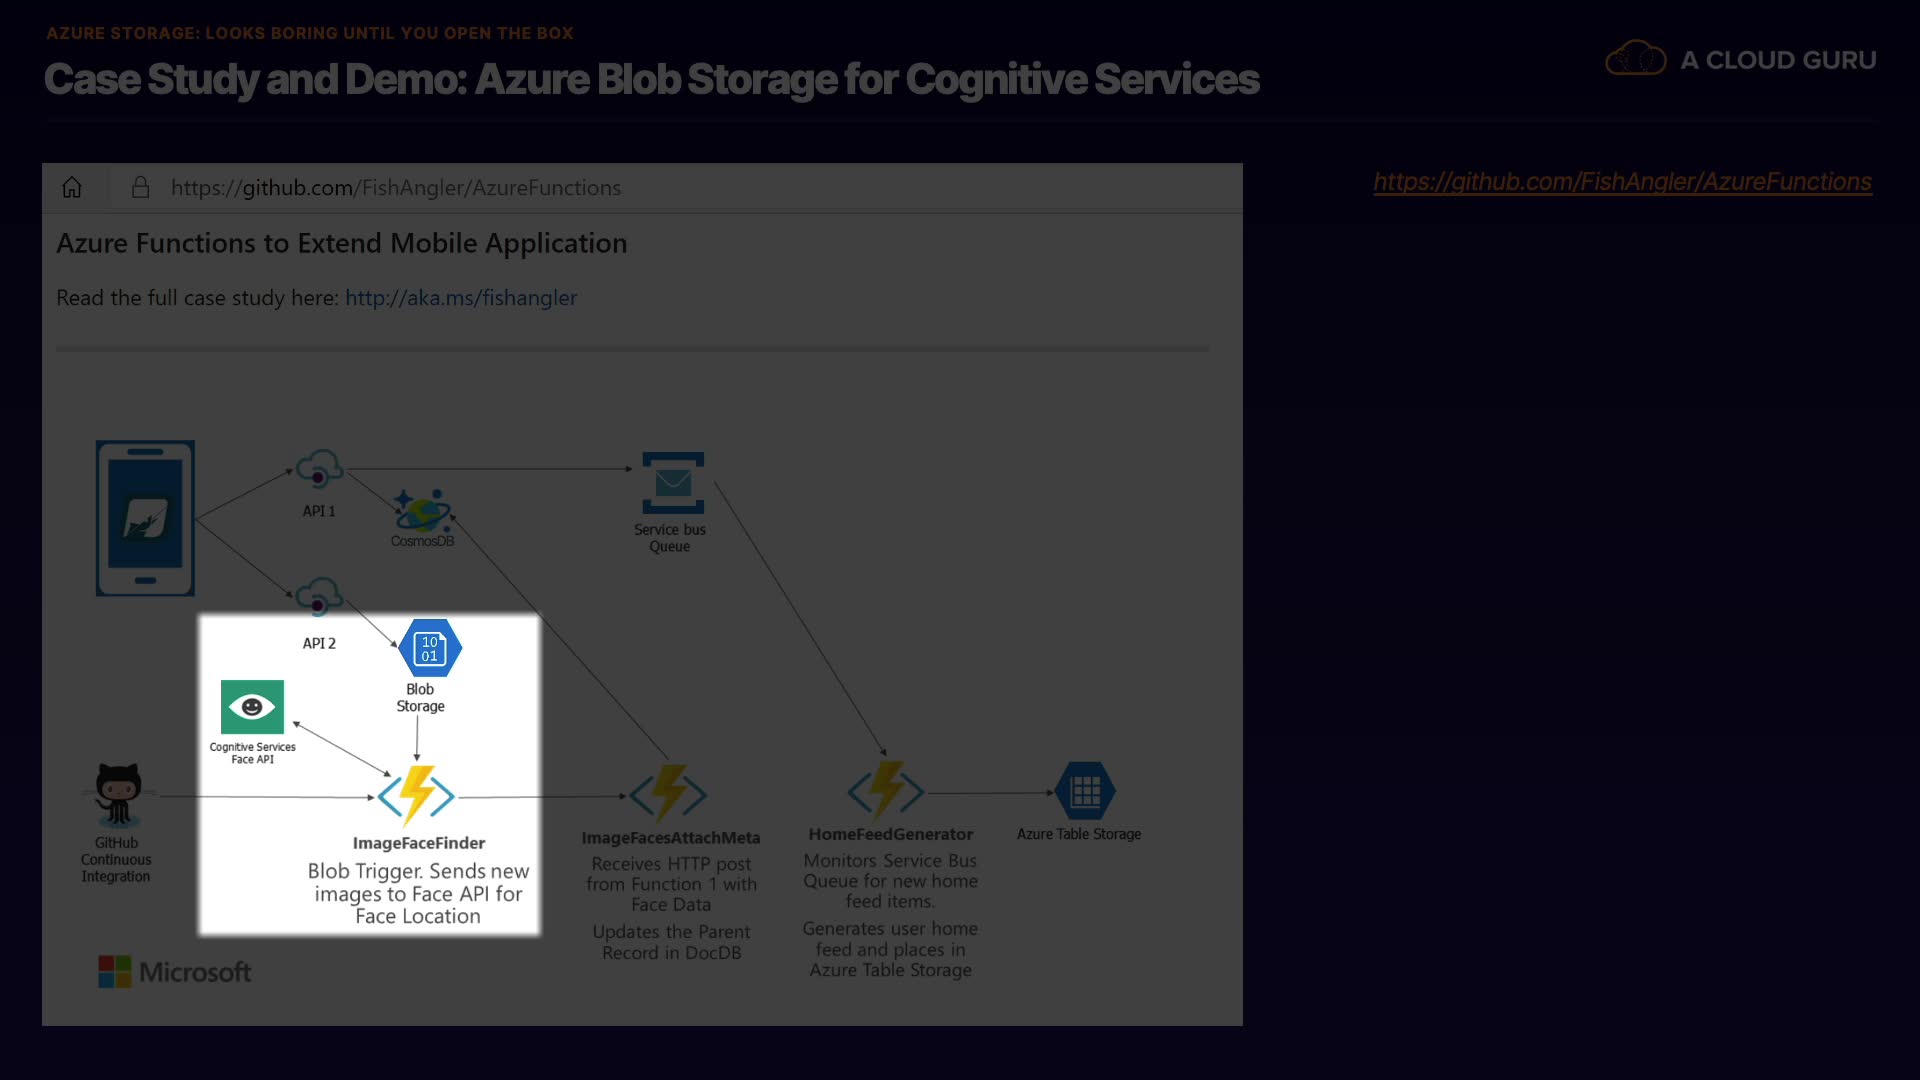 AZURE STORAGE: LOOKS BORING UNTIL YOU OPEN THE BOX
Case Study and Demo: Azure Blob Storage for Cognitive Services
A CLOUD GURU
https://github.com/FishAngler/AzureFunctions
https://github.com/FishAngler/AzureFunctions
Azure Functions to Extend Mobile Application
Read the full case study here: http://aka.ms/fishangler
API 1
CosmosDB
Service bus
Queue
API 2
10
01
Blob
Storage
Cognitive Services
Face API
GitHub
Continuous
Integration
ImageFaceFinder
Blob Trigger. Sends new
images to Face API for
Face Location
ImageFacesAttachMeta
Receives HTTP post
from Function 1 with
Face Data
Updates the Parent
Record in DocDB
HomeFeedGenerator
Monitors Service Bus
Queue for new home
feed items.
Generates user home
feed and places in
Azure Table Storage
Azure Table Storage
Microsoft